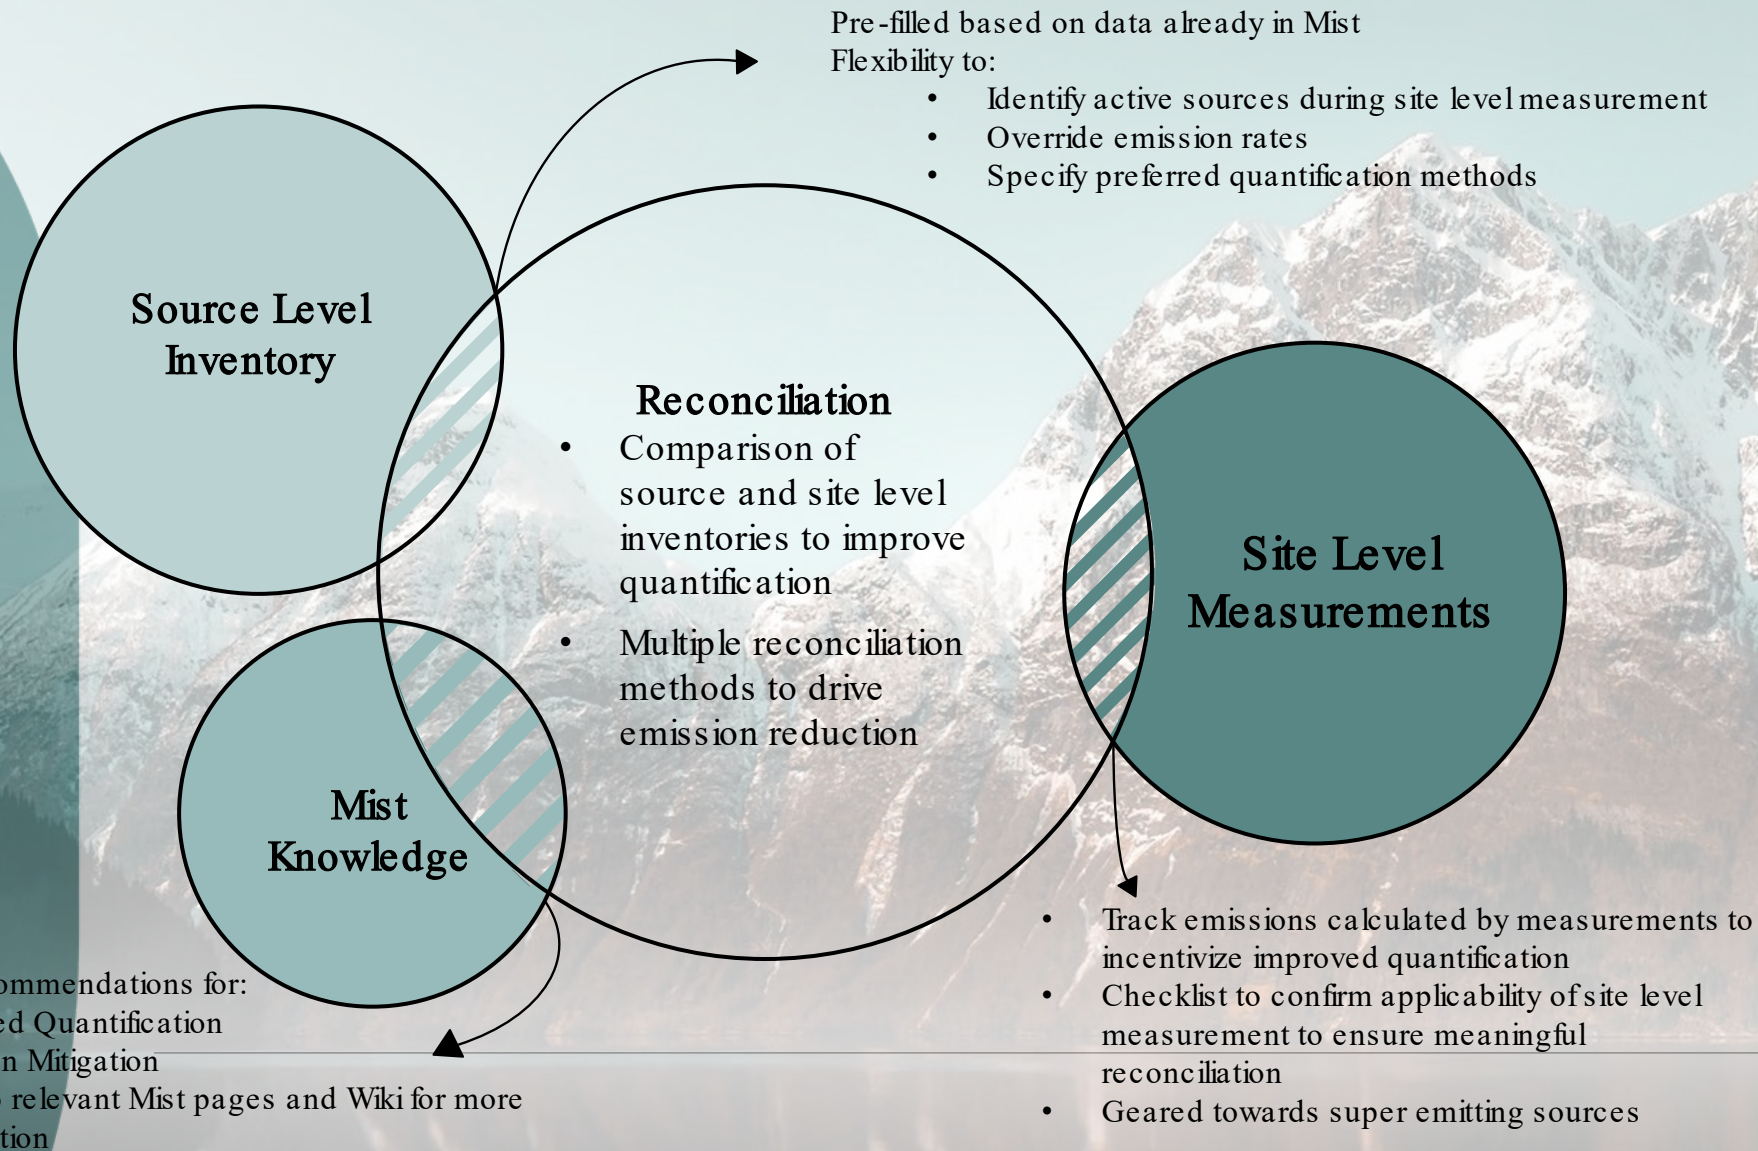 Pre-filled based on data already in Mist
Flexibility to:
• Identify active sources during site level measurement
• Override emission rates
• Specify preferred quantification methods
Source Level
Inventory
Reconciliation
• Comparison of
source and site level
inventories to improve
quantification
• Multiple reconciliation
methods to drive
emission reduction
Site Level
Measurements
Mist
Knowledge
ommendations for:
ed Quantification
n Mitigation
relevant Mist pages and Wiki for more
tion
• Track emissions calculated by measurements to
incentivize improved quantification
• Checklist to confirm applicability of site level
measurement to ensure meaningful
reconciliation
• Geared towards super emitting sources